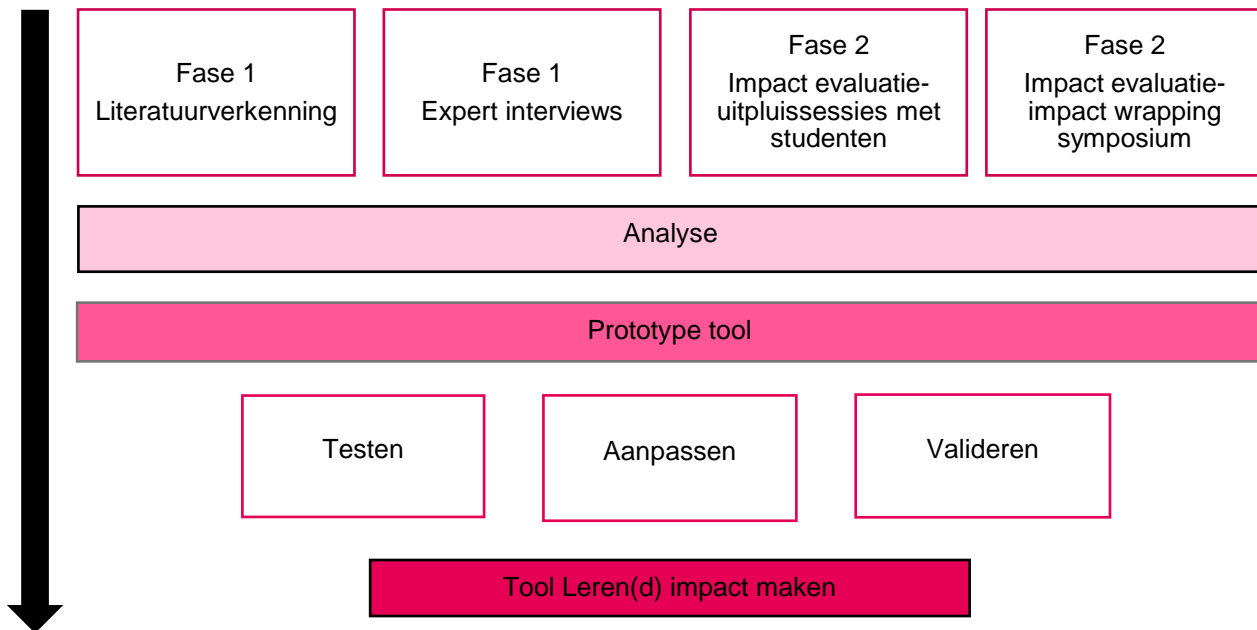 Fase 1
Literatuurverkenning
Fase 1
Expert interviews
Fase 2
Impact evaluatie-
uitpluissessies met
studenten
Fase 2
Impact evaluatie-
impact wrapping
symposium
Analyse
Prototype tool
Testen
Aanpassen
Valideren
Tool Leren(d) impact maken